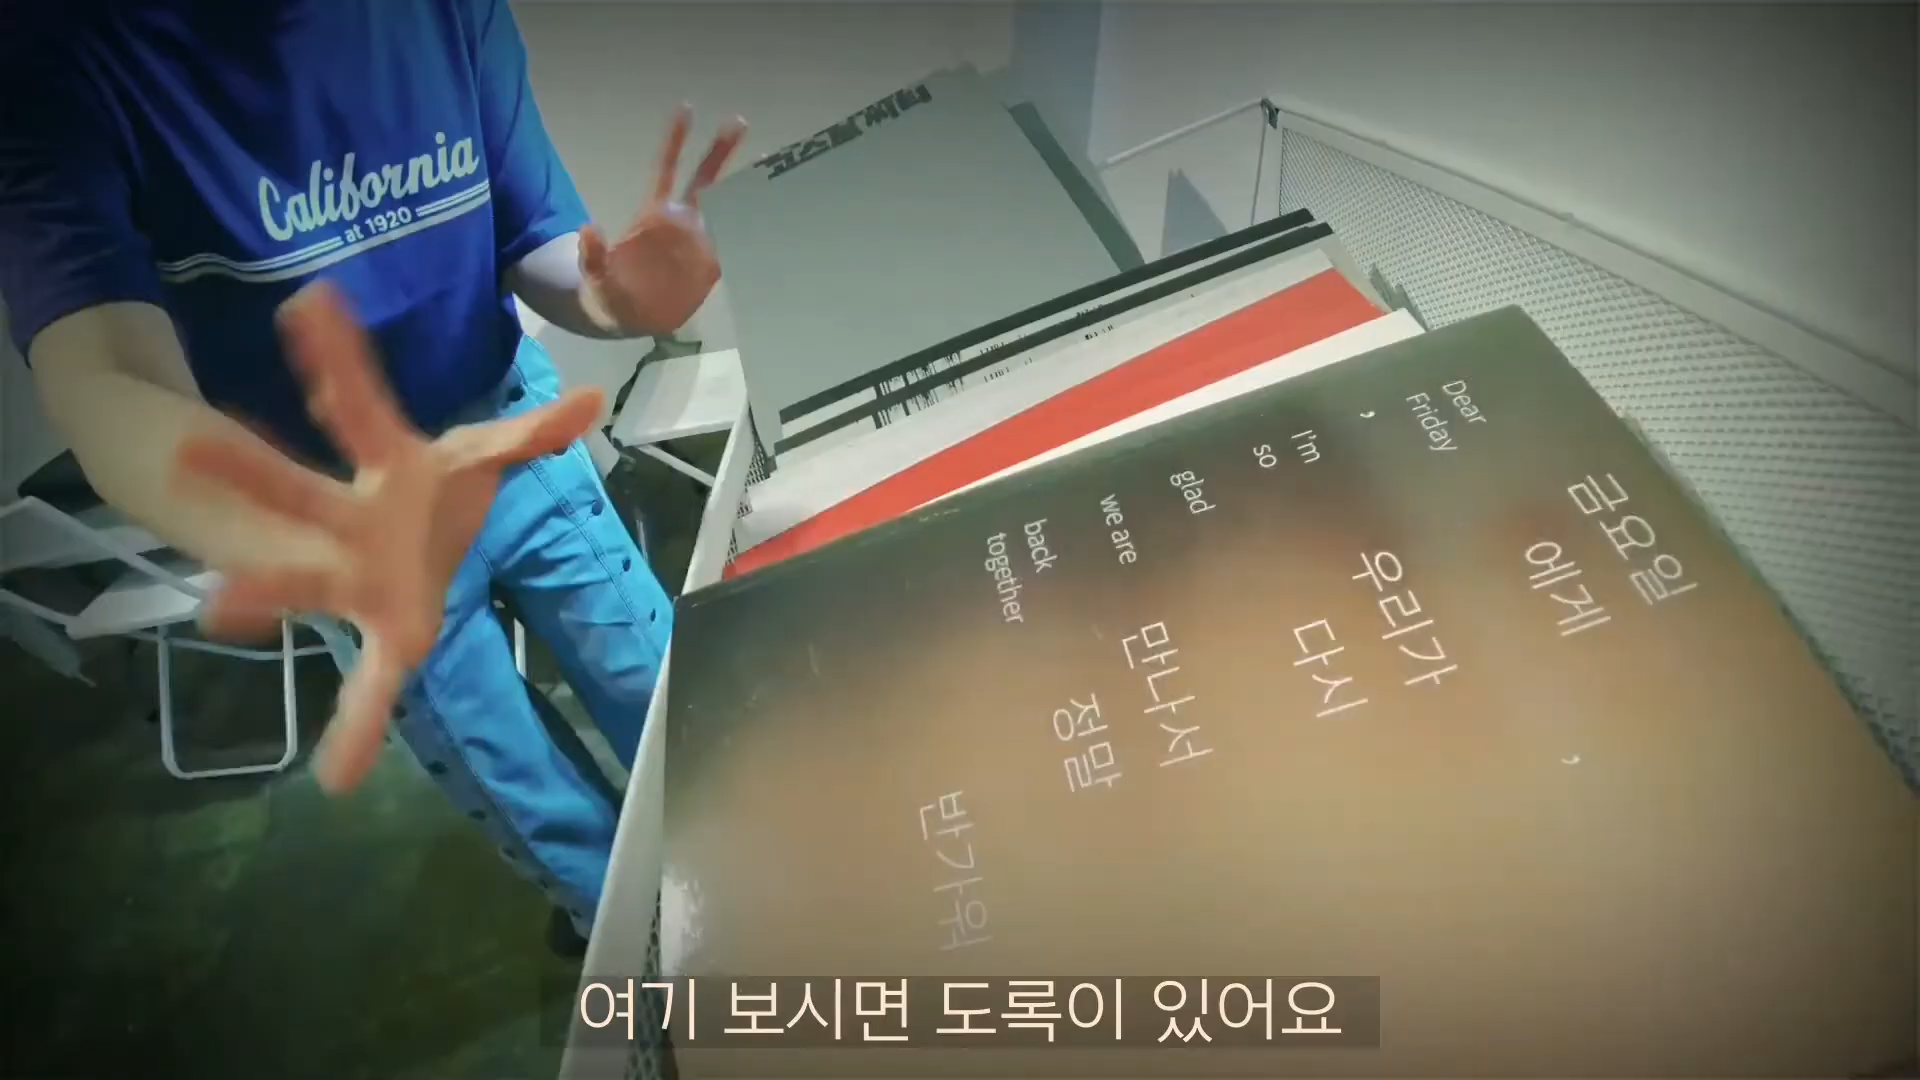 California
at 1920
Dear
Friday
,
I'm
so
glad
we are
back
together
금요일
에게
,
우리가
다시
만나서
정말
반가워
여기 보시면 도록이 있어요